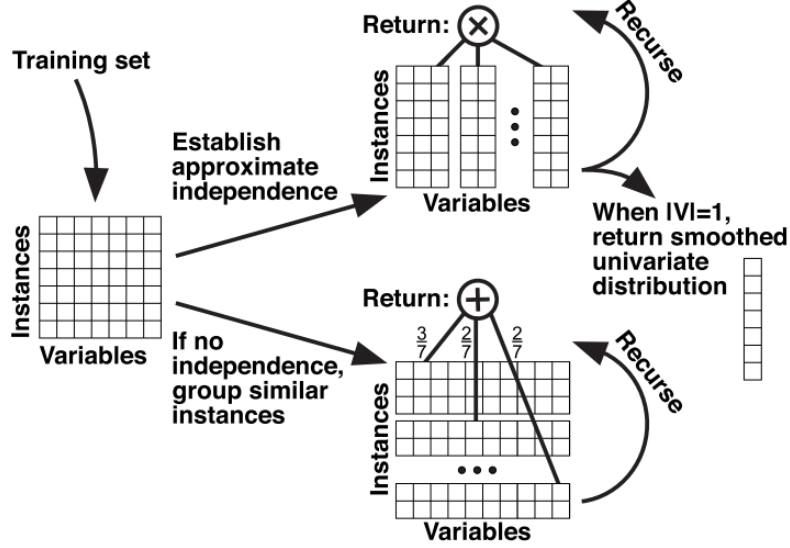 Training set
Instances
Variables
Establish
approximate
independence
Return: ×
Instances
Variables
Recurse
When |V|=1,
return smoothed
univariate
distribution
If no
independence,
group similar
instances
Return: +
3/7 2/7 2/7
Instances
Variables
Recurse